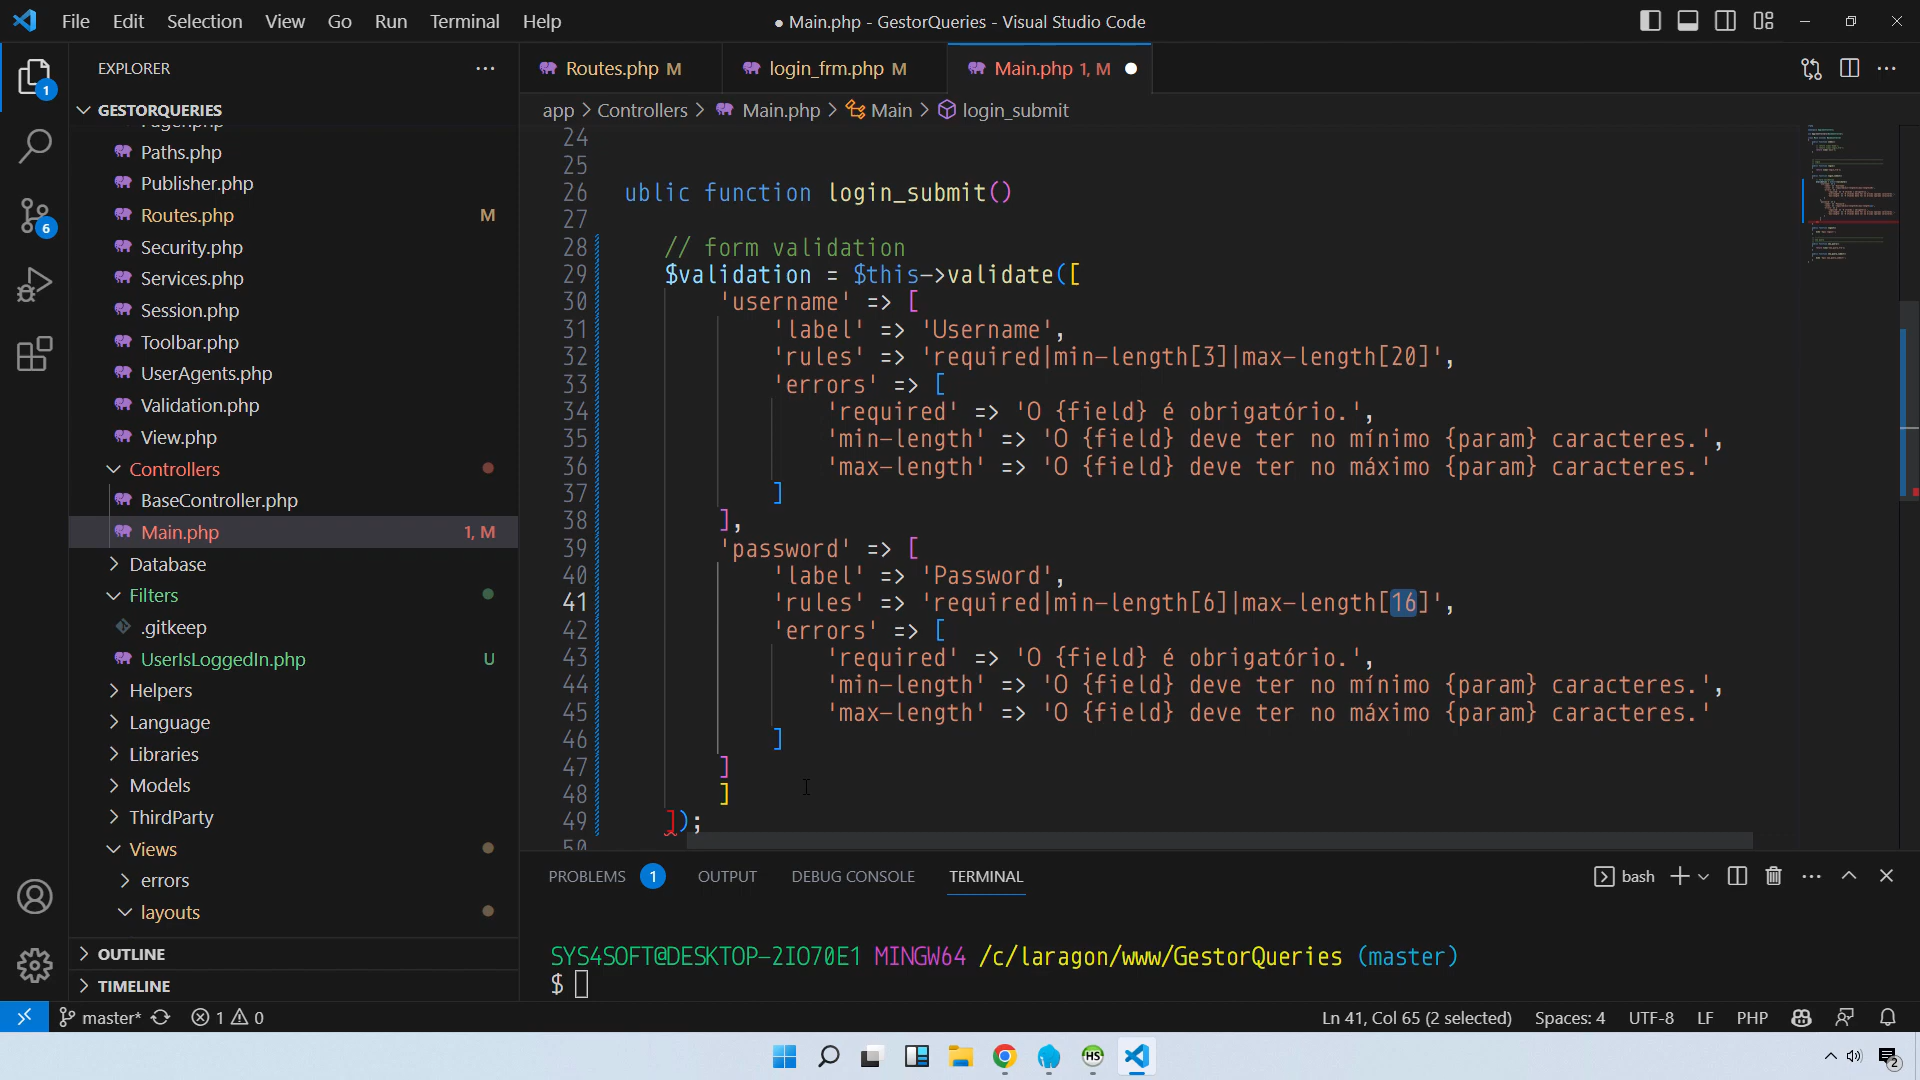 File Edit Selection View Go Run Terminal Help
● Main.php - GestorQueries - Visual Studio Code
EXPLORER
Routes.php M
login_frm.php M
Main.php 1, M
GESTORQUERIES
app > Controllers > Main.php > Main > login_submit
Pager.php
Paths.php
Publisher.php
Routes.php M
Security.php
Services.php
Session.php
Toolbar.php
UserAgents.php
Validation.php
View.php
Controllers
BaseController.php
Main.php 1, M
Database
Filters
.gitkeep
UserIsLoggedIn.php U
Helpers
Language
Libraries
Models
ThirdParty
Views
errors
layouts
OUTLINE
TIMELINE
1
6
24
25
26 ublic function login_submit()
27
28 // form validation
29 $validation = $this->validate([
30 'username' => [
31 'label' => 'Username',
32 'rules' => 'required|min-length[3]|max-length[20]',
33 'errors' => [
34 'required' => 'O {field} é obrigatório.',
35 'min-length' => 'O {field} deve ter no mínimo {param} caracteres.',
36 'max-length' => 'O {field} deve ter no máximo {param} caracteres.'
37 ]
38 ],
39 'password' => [
40 'label' => 'Password',
41 'rules' => 'required|min-length[6]|max-length[16]',
42 'errors' => [
43 'required' => 'O {field} é obrigatório.',
44 'min-length' => 'O {field} deve ter no mínimo {param} caracteres.',
45 'max-length' => 'O {field} deve ter no máximo {param} caracteres.'
46 ]
47 ]
48 ]
49 ]);
50
PROBLEMS 1 OUTPUT DEBUG CONSOLE TERMINAL
bash
SYS4SOFT@DESKTOP-2IO70E1 MINGW64 /c/laragon/www/GestorQueries (master)
$
master* 1 0
Ln 41, Col 65 (2 selected) Spaces: 4 UTF-8 LF PHP
HS
2